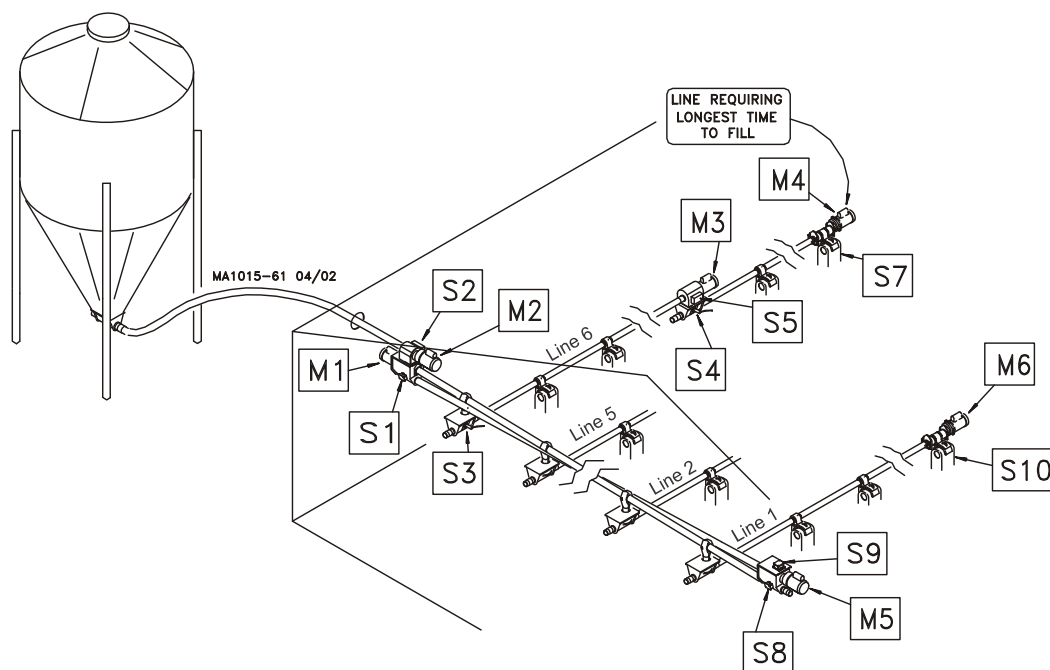 LINE REQUIRING
LONGEST TIME
TO FILL
M4
M3
S7
MA1015-61 04/02
S2
M2
S5
Line 6
S4
M1
M6
S1
Line 5
S3
Line 2
S10
Line 1
S9
M5
S8